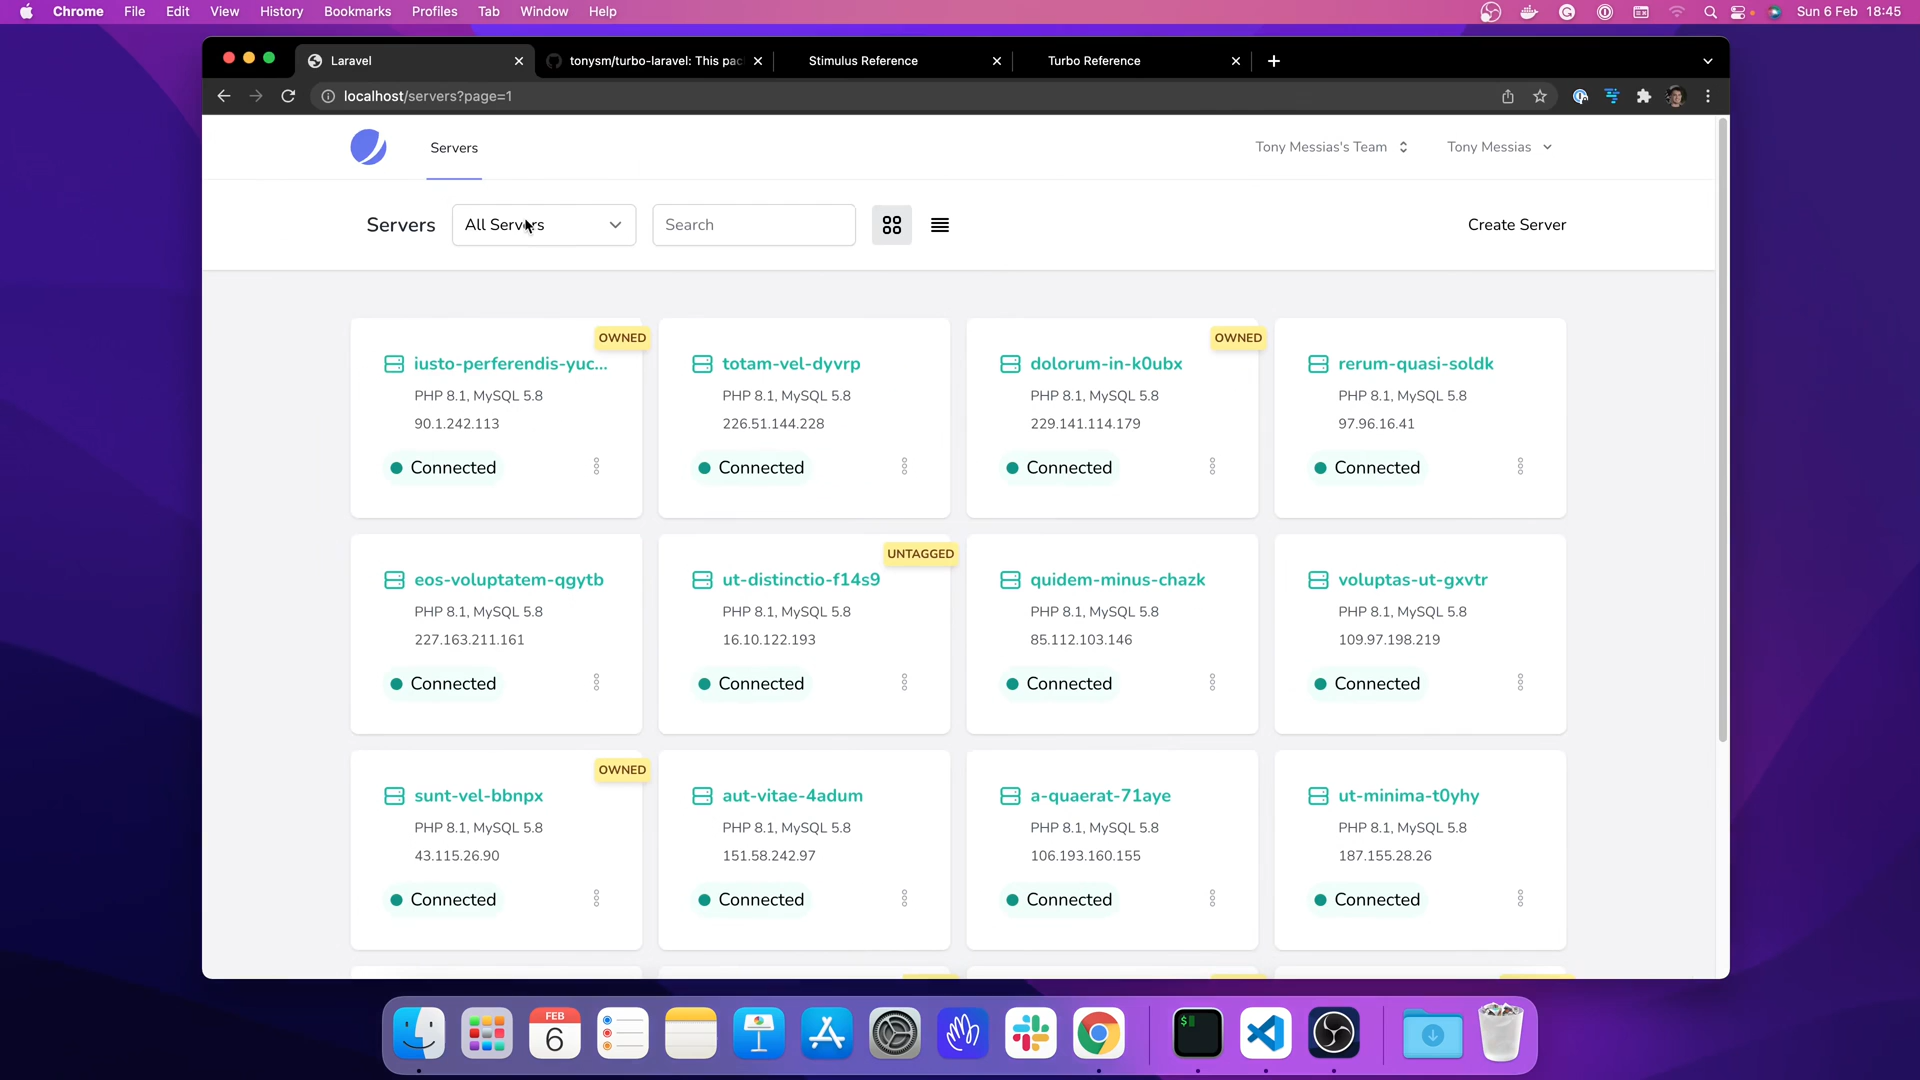 Chrome File Edit View History Bookmarks Profiles Tab Window Help Sun 6 Feb 18:45
Laravel tonysm/turbo-laravel: This pac Stimulus Reference Turbo Reference
localhost/servers?page=1
Servers Tony Messias's Team Tony Messias
Servers All Servers Search Create Server
OWNED OWNED
iusto-perferendis-yuc... totam-vel-dyvrp dolorum-in-k0ubx rerum-quasi-soldk
PHP 8.1, MySQL 5.8 PHP 8.1, MySQL 5.8 PHP 8.1, MySQL 5.8 PHP 8.1, MySQL 5.8
90.1.242.113 226.51.144.228 229.141.114.179 97.96.16.41
Connected Connected Connected Connected
UNTAGGED
eos-voluptatem-qgytb ut-distinctio-f14s9 quidem-minus-chazk voluptas-ut-gxvtr
PHP 8.1, MySQL 5.8 PHP 8.1, MySQL 5.8 PHP 8.1, MySQL 5.8 PHP 8.1, MySQL 5.8
227.163.211.161 16.10.122.193 85.112.103.146 109.97.198.219
Connected Connected Connected Connected
OWNED
sunt-vel-bbnpx aut-vitae-4adum a-quaerat-71aye ut-minima-t0yhy
PHP 8.1, MySQL 5.8 PHP 8.1, MySQL 5.8 PHP 8.1, MySQL 5.8 PHP 8.1, MySQL 5.8
43.115.26.90 151.58.242.97 106.193.160.155 187.155.28.26
Connected Connected Connected Connected
FEB
6
$